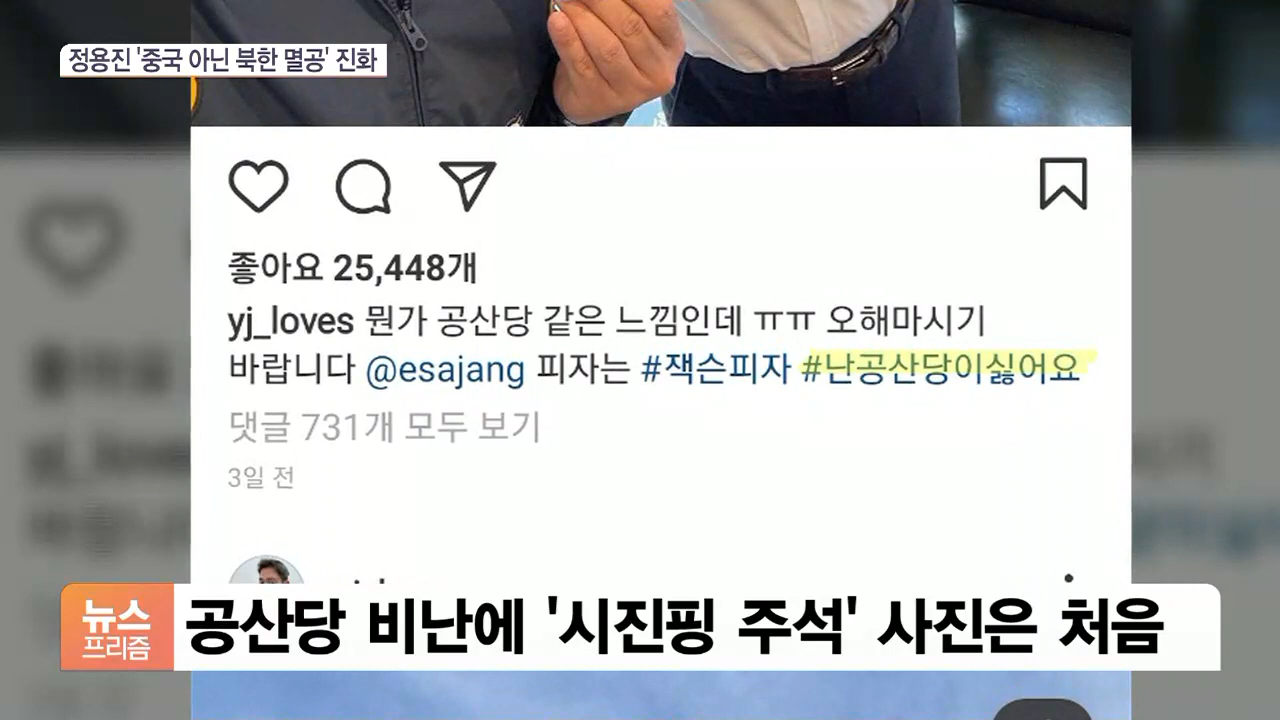 정용진 '중국 아닌 북한 멸공' 진화
좋아요 25,448개
yj_loves 뭔가 공산당 같은 느낌인데 ㅠㅠ 오해마시기
바랍니다 @esajang 피자는 #잭슨피자 #난공산당이싫어요
댓글 731개 모두 보기
3일 전
뉴스
프리즘
공산당 비난에 '시진핑 주석' 사진은 처음